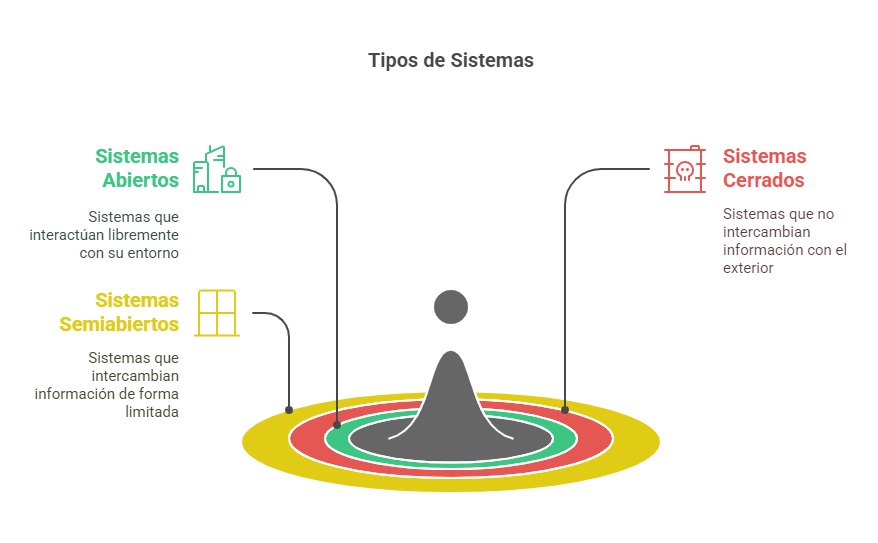 Tipos de Sistemas
Sistemas
Abiertos
Sistemas que
interactúan libremente
con su entorno
Sistemas
Semiabiertos
Sistemas que
intercambian
información de forma
limitada
Sistemas
Cerrados
Sistemas que no
intercambian
información con el
exterior